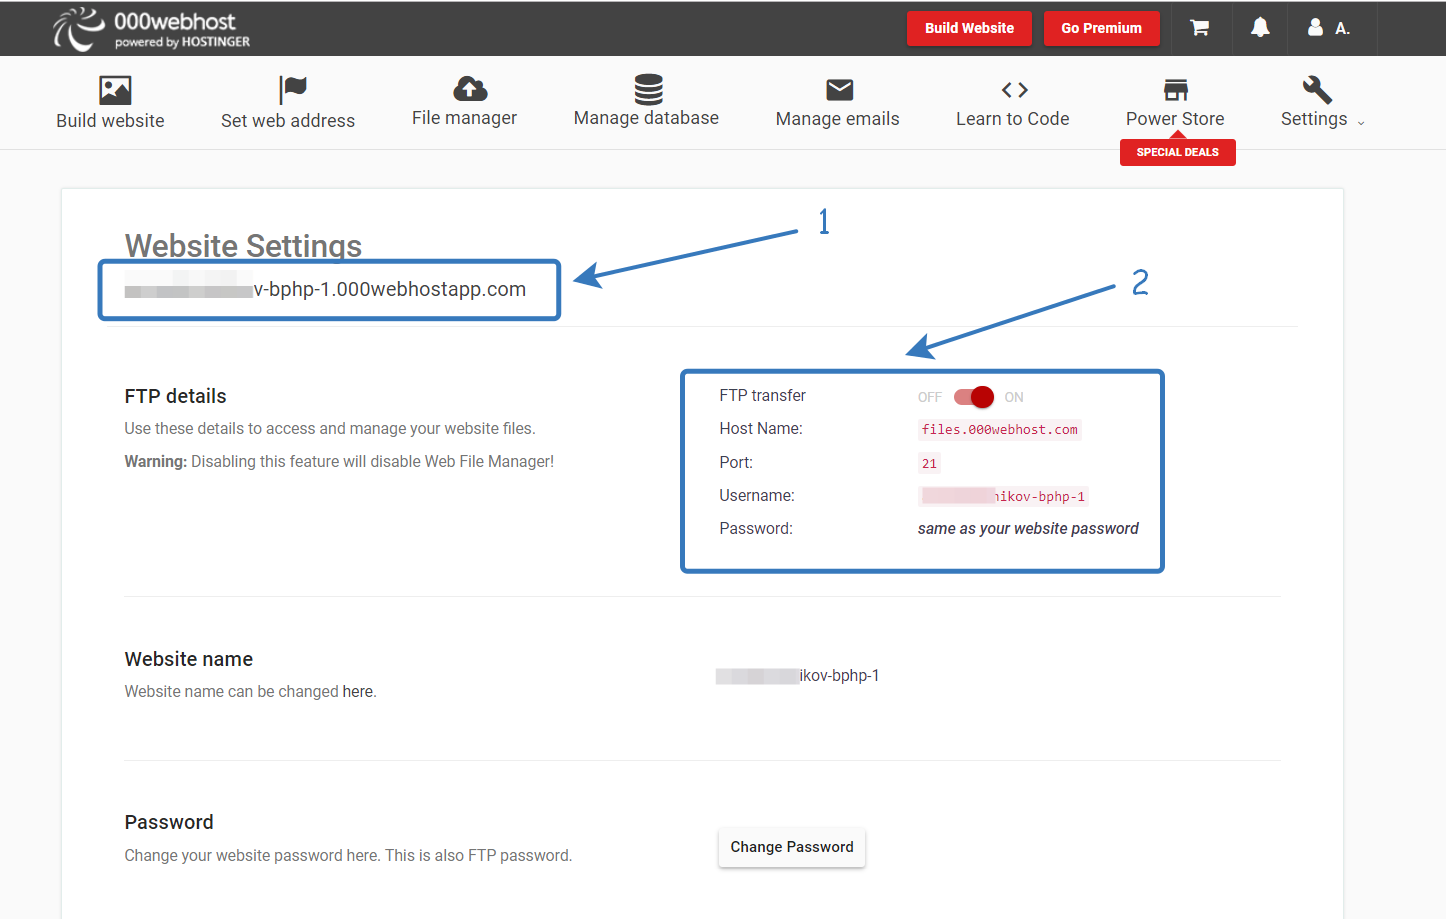 000webhost
powered by HOSTINGER
Build Website
Go Premium
A.
Build website
Set web address
File manager
Manage database
Manage emails
Learn to Code
Power Store
Settings
SPECIAL DEALS
1
Website Settings
v-bphp-1.000webhostapp.com
2
FTP details
Use these details to access and manage your website files.
Warning: Disabling this feature will disable Web File Manager!
FTP transfer
OFF ON
Host Name: files.000webhost.com
Port: 21
Username: ikov-bphp-1
Password: same as your website password
Website name
Website name can be changed here.
ikov-bphp-1
Password
Change your website password here. This is also FTP password.
Change Password